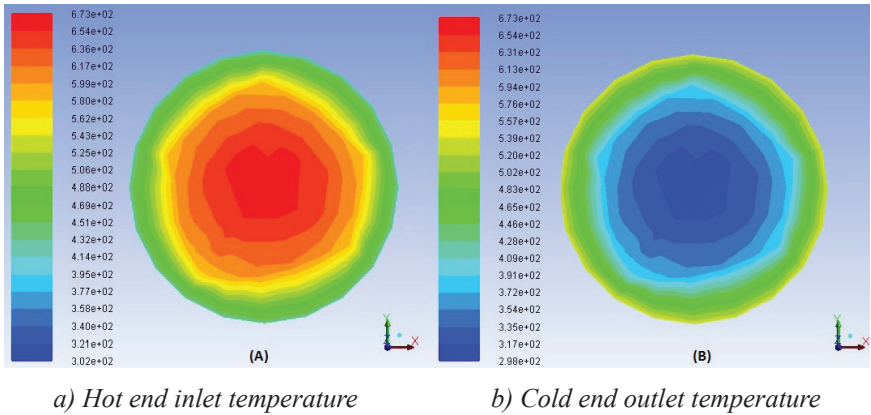 6.73e+02
6.54e+02
6.36e+02
6.17e+02
5.99e+02
5.80e+02
5.62e+02
5.43e+02
5.25e+02
5.06e+02
4.88e+02
4.69e+02
4.51e+02
4.32e+02
4.14e+02
3.95e+02
3.77e+02
3.58e+02
3.40e+02
3.21e+02
3.02e+02
Y
X
Z
(A)
6.73e+02
6.54e+02
6.31e+02
6.13e+02
5.94e+02
5.76e+02
5.57e+02
5.39e+02
5.20e+02
5.02e+02
4.83e+02
4.65e+02
4.46e+02
4.28e+02
4.09e+02
3.91e+02
3.72e+02
3.54e+02
3.35e+02
3.17e+02
2.98e+02
Y
X
Z
(B)
a) Hot end inlet temperature
b) Cold end outlet temperature